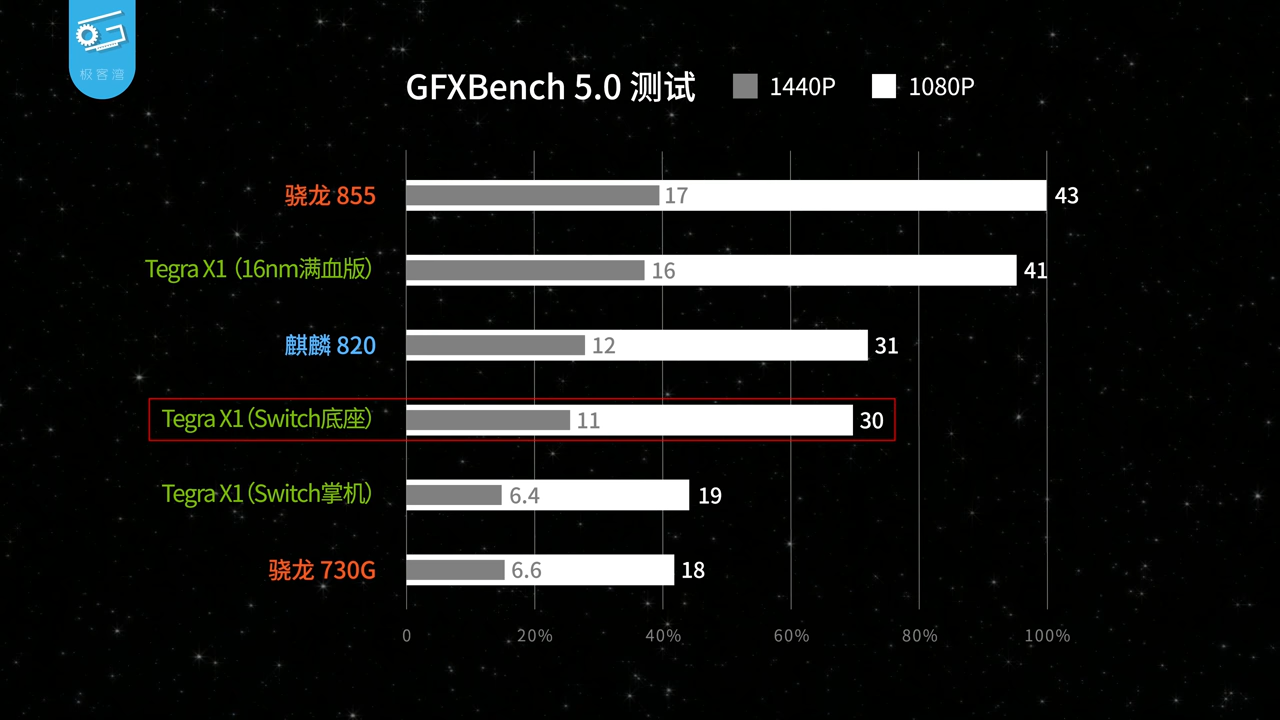 极客湾
GFXBench 5.0 测试 1440P 1080P
骁龙 855 17 43
Tegra X1（16nm满血版） 16 41
麒麟 820 12 31
Tegra X1（Switch底座） 11 30
Tegra X1（Switch掌机） 6.4 19
骁龙 730G 6.6 18
0 20% 40% 60% 80% 100%